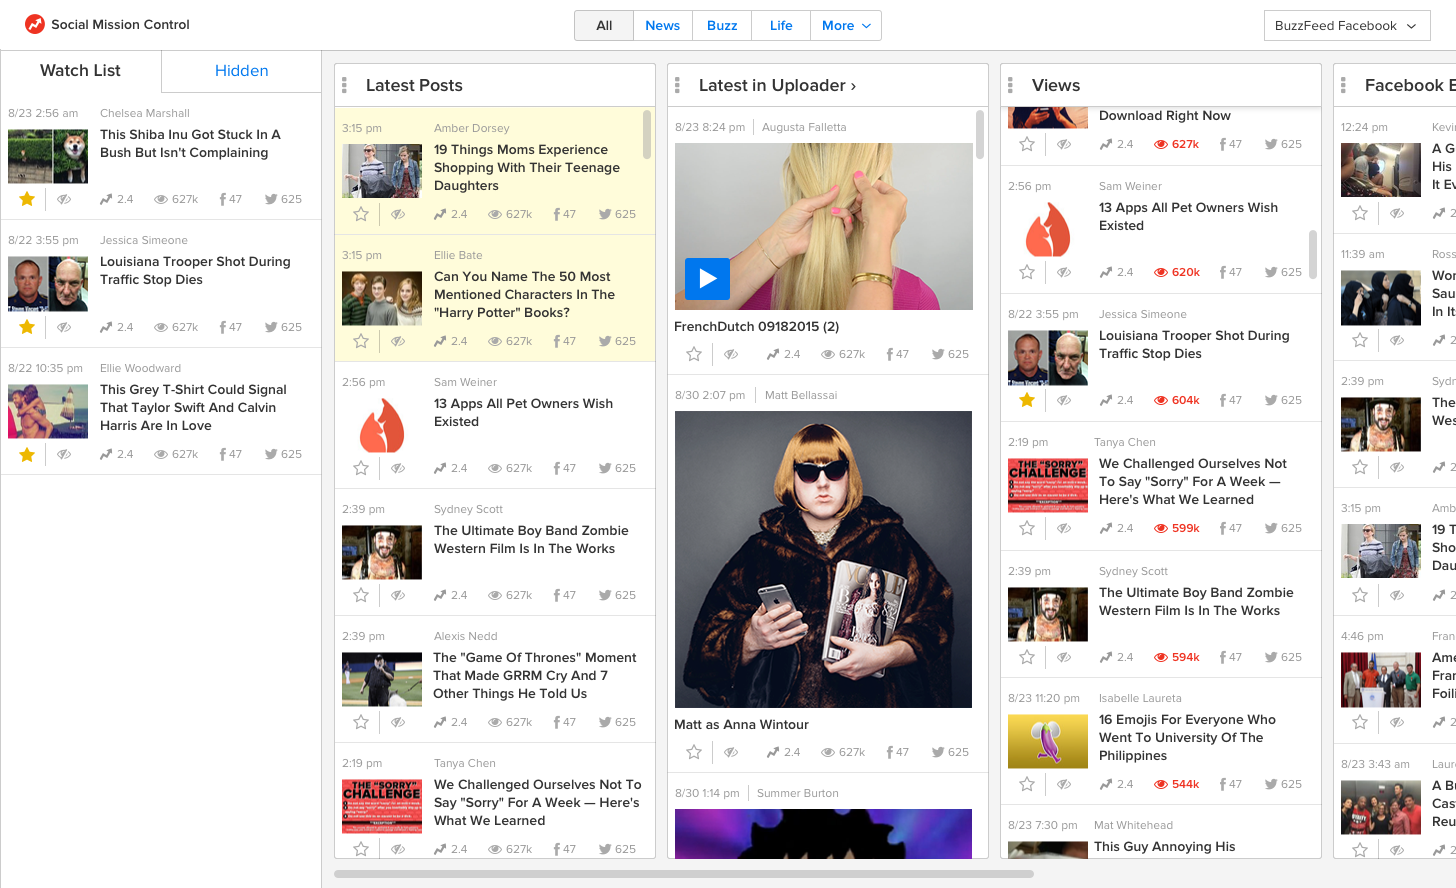 Social Mission Control
All
News
Buzz
Life
More
BuzzFeed Facebook
Watch List
Hidden
8/23 2:56 am
Chelsea Marshall
This Shiba Inu Got Stuck In A
Bush But Isn't Complaining
2.4
627k
47
625
8/22 3:55 pm
Jessica Simeone
Louisiana Trooper Shot During
Traffic Stop Dies
2.4
627k
47
625
8/22 10:35 pm
Ellie Woodward
This Grey T-Shirt Could Signal
That Taylor Swift And Calvin
Harris Are In Love
2.4
627k
47
625
Latest Posts
3:15 pm
Amber Dorsey
19 Things Moms Experience
Shopping With Their Teenage
Daughters
2.4
627k
47
625
3:15 pm
Ellie Bate
Can You Name The 50 Most
Mentioned Characters In The
"Harry Potter" Books?
2.4
627k
47
625
2:56 pm
Sam Weiner
13 Apps All Pet Owners Wish
Existed
2.4
627k
47
625
2:39 pm
Sydney Scott
The Ultimate Boy Band Zombie
Western Film Is In The Works
2.4
627k
47
625
2:39 pm
Alexis Nedd
The "Game Of Thrones" Moment
That Made GRRM Cry And 7
Other Things He Told Us
2.4
627k
47
625
2:19 pm
Tanya Chen
THE "SORRY"
CHALLENGE
We Challenged Ourselves Not To
Say "Sorry" For A Week — Here's
What We Learned
2.4
627k
47
625
Latest in Uploader ›
8/23 8:24 pm
Augusta Falletta
FrenchDutch 09182015 (2)
2.4
627k
47
625
8/30 2:07 pm
Matt Bellassai
VOGUE
Matt as Anna Wintour
2.4
627k
47
625
8/30 1:14 pm
Summer Burton
Views
Download Right Now
2.4
627k
47
625
2:56 pm
Sam Weiner
13 Apps All Pet Owners Wish
Existed
2.4
620k
47
625
8/22 3:55 pm
Jessica Simeone
Louisiana Trooper Shot During
Traffic Stop Dies
2.4
604k
47
625
2:19 pm
Tanya Chen
THE "SORRY"
CHALLENGE
We Challenged Ourselves Not
To Say "Sorry" For A Week —
Here's What We Learned
2.4
599k
47
625
2:39 pm
Sydney Scott
The Ultimate Boy Band Zombie
Western Film Is In The Works
2.4
594k
47
625
8/23 11:20 pm
Isabelle Laureta
16 Emojis For Everyone Who
Went To University Of The
Philippines
2.4
544k
47
625
8/23 7:30 pm
Mat Whitehead
This Guy Annoying His
Facebook
12:24 pm
A
His
It
11:39 am
In
2:39 pm
The
3:15 pm
19
4:46 pm
8/23 3:43 am
A